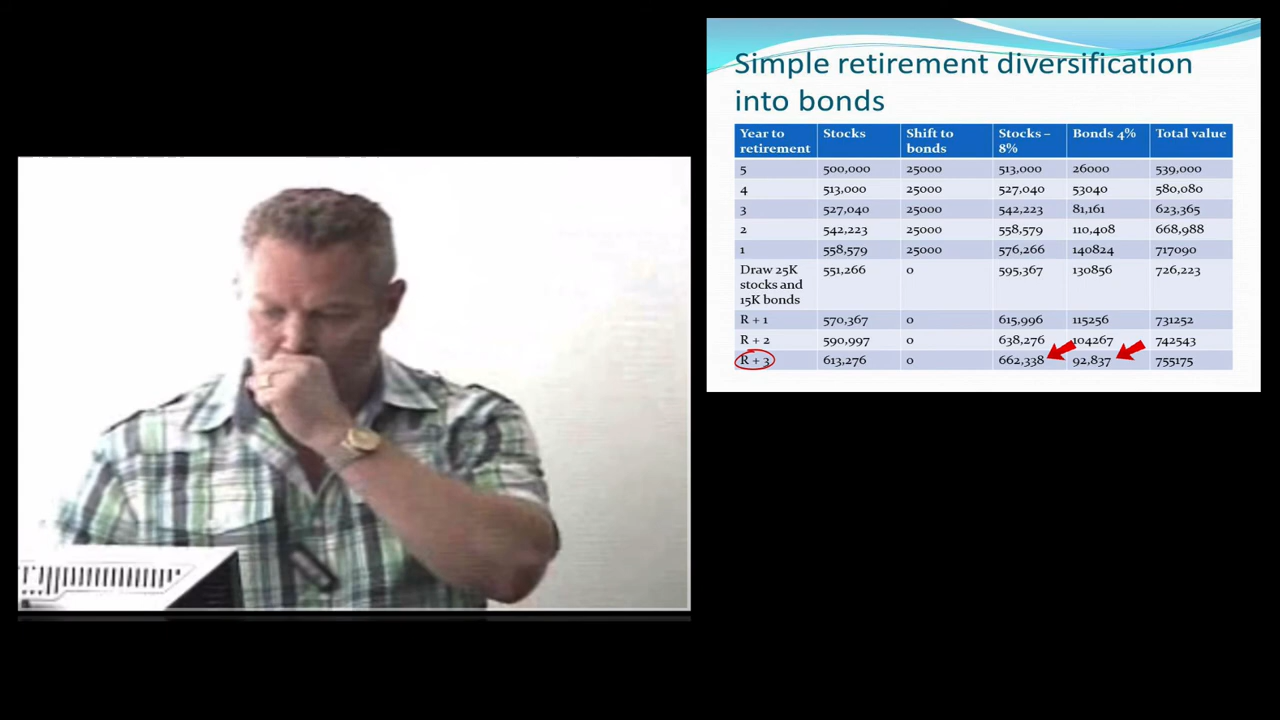 Simple retirement diversification
into bonds
Year to retirement Stocks Shift to bonds Stocks – 8% Bonds 4% Total value
5 500,000 25000 513,000 26000 539,000
4 513,000 25000 527,040 53040 580,080
3 527,040 25000 542,223 81,161 623,365
2 542,223 25000 558,579 110,408 668,988
1 558,579 25000 576,266 140824 717090
Draw 25K stocks and 15K bonds 551,266 0 595,367 130856 726,223
R + 1 570,367 0 615,996 115256 731252
R + 2 590,997 0 638,276 104267 742543
R + 3 613,276 0 662,338 92,837 755175